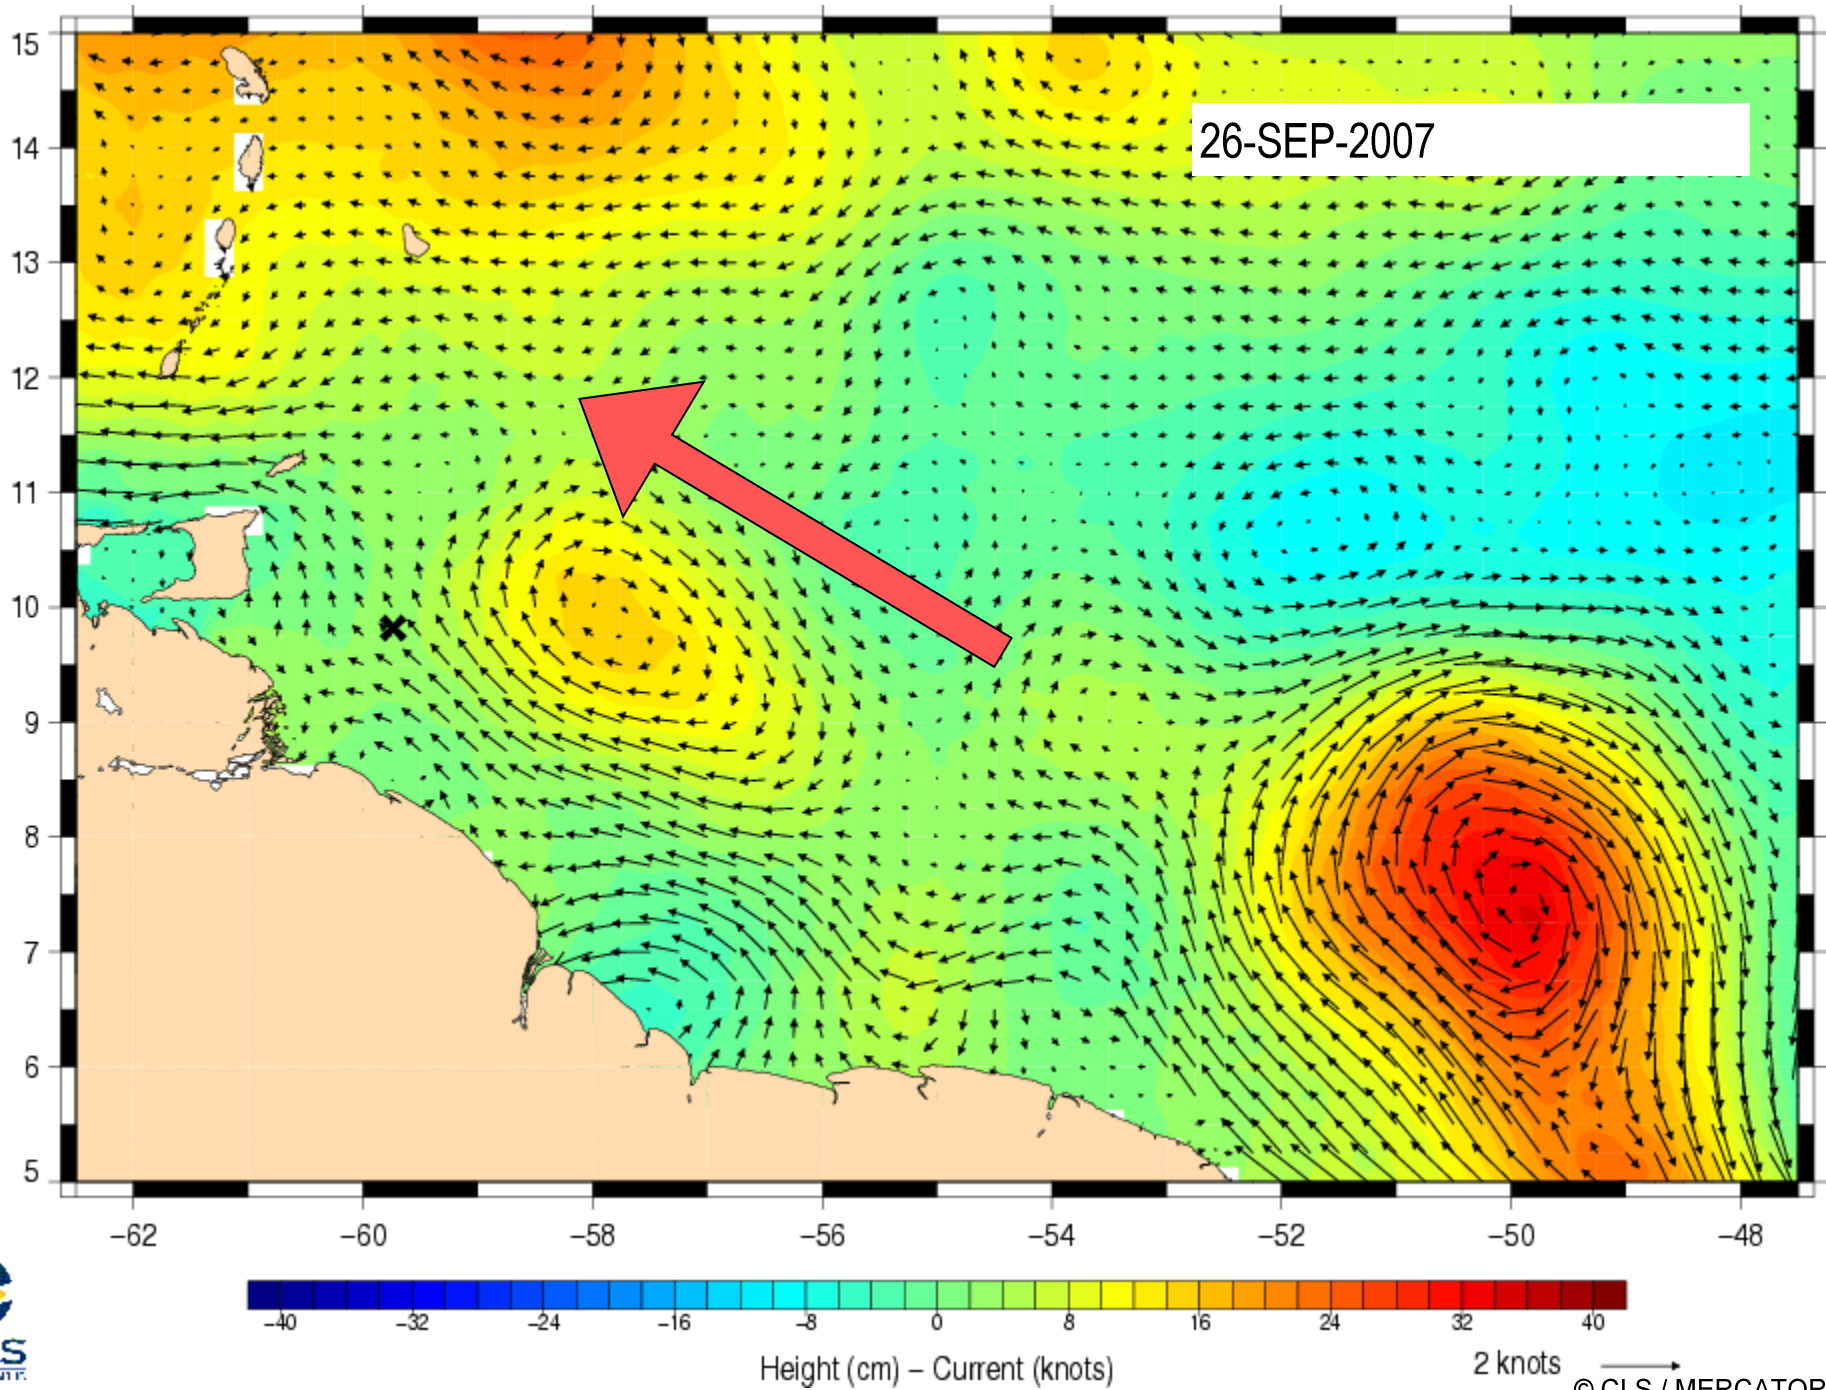 15
14
13
12
11
10
9
8
7
6
5
26-SEP-2007
−62 −60 −58 −56 −54 −52 −50 −48
−40 −32 −24 −16 −8 0 8 16 24 32 40
Height (cm) − Current (knots)
2 knots
© CLS / MERCATOR